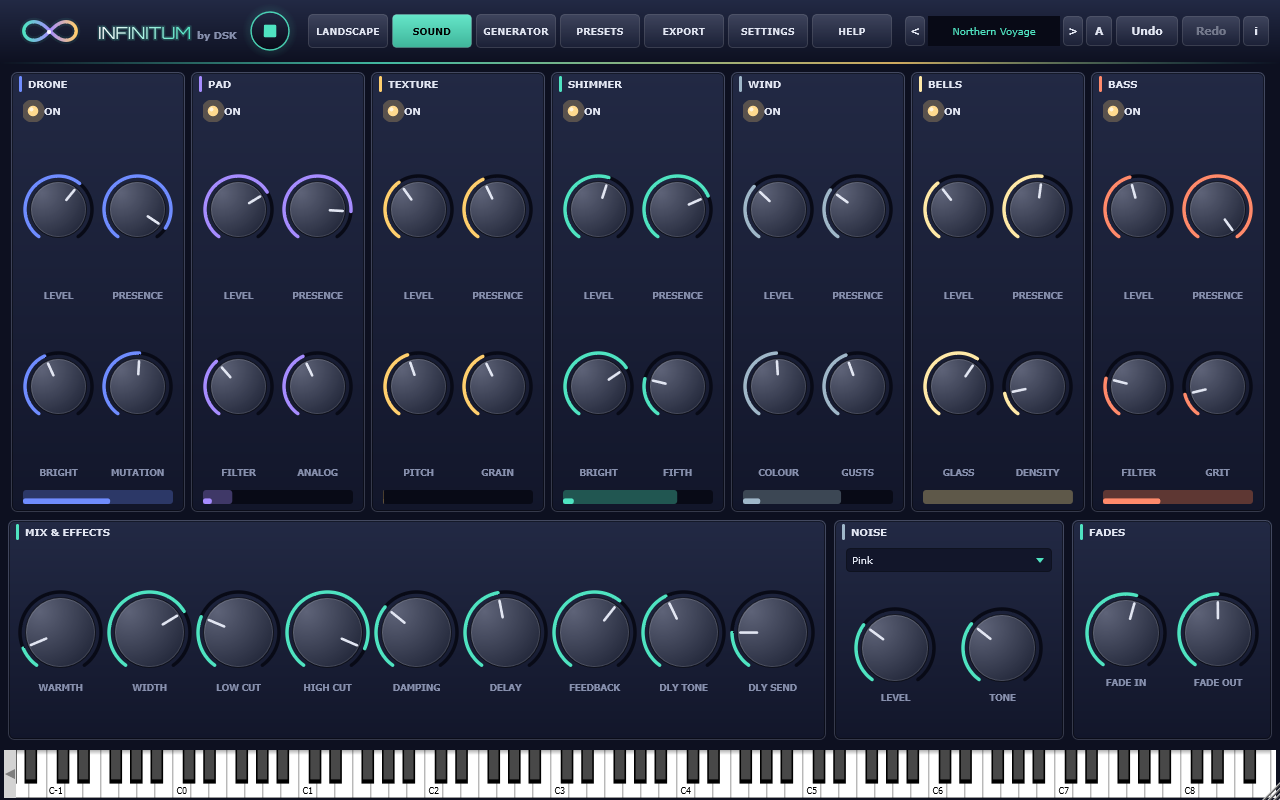 INFINITUM by DSK
LANDSCAPE SOUND GENERATOR PRESETS EXPORT SETTINGS HELP < Northern Voyage > A Undo Redo i
DRONE PAD TEXTURE SHIMMER WIND BELLS BASS
ON ON ON ON ON ON ON
LEVEL PRESENCE LEVEL PRESENCE LEVEL PRESENCE LEVEL PRESENCE LEVEL PRESENCE LEVEL PRESENCE LEVEL PRESENCE
BRIGHT MUTATION FILTER ANALOG PITCH GRAIN BRIGHT FIFTH COLOUR GUSTS GLASS DENSITY FILTER GRIT
MIX & EFFECTS NOISE FADES
Pink
WARMTH WIDTH LOW CUT HIGH CUT DAMPING DELAY FEEDBACK DLY TONE DLY SEND LEVEL TONE FADE IN FADE OUT
C-1 C0 C1 C2 C3 C4 C5 C6 C7 C8